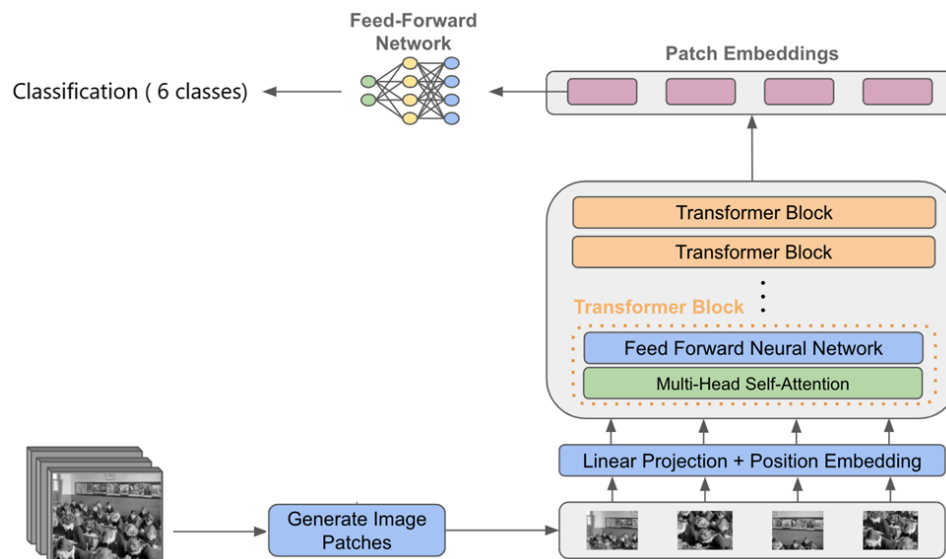 Feed-Forward
Network
Patch Embeddings
Classification ( 6 classes)
Transformer Block
Transformer Block
Transformer Block
Feed Forward Neural Network
Multi-Head Self-Attention
Linear Projection + Position Embedding
Generate Image
Patches